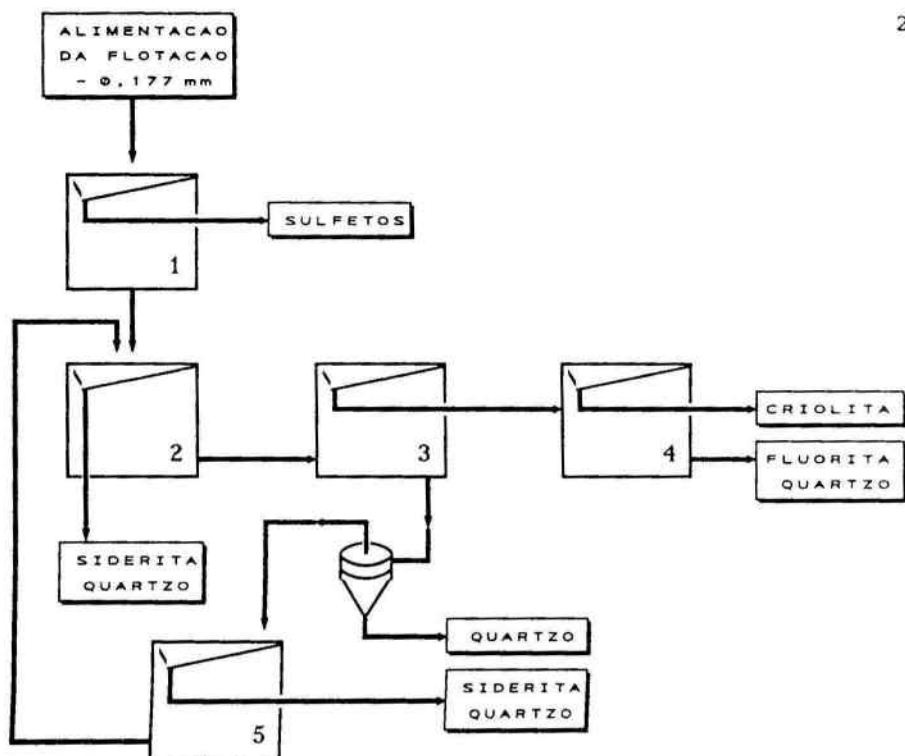 2
ALIMENTACAO
DA FLOTACAO
- 0,177 mm
SULFETOS
1
2
3
4
CRIOLITA
FLUORITA
QUARTZO
SIDERITA
QUARTZO
QUARTZO
SIDERITA
QUARTZO
5